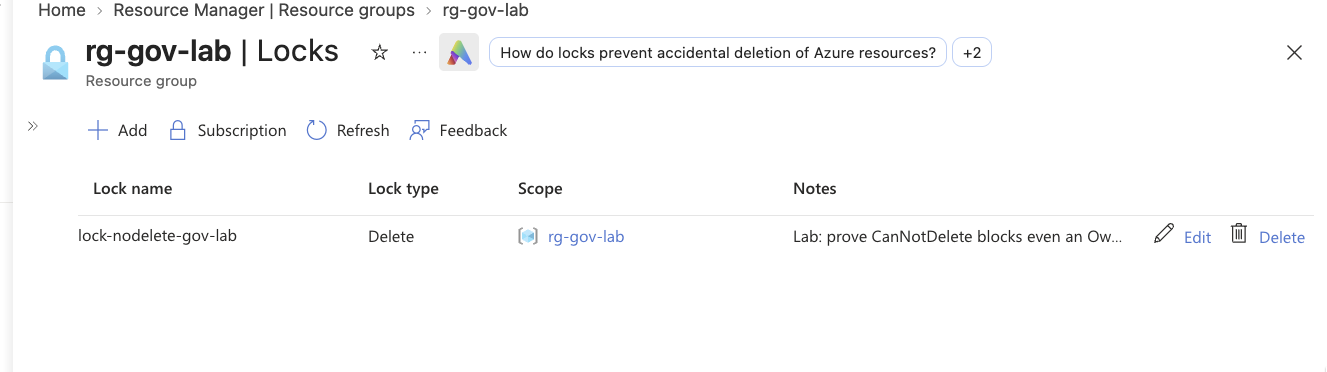 Home > Resource Manager | Resource groups > rg-gov-lab
rg-gov-lab | Locks
How do locks prevent accidental deletion of Azure resources?
+2
Resource group
Add
Subscription
Refresh
Feedback
Lock name Lock type Scope Notes
lock-nodelete-gov-lab Delete rg-gov-lab Lab: prove CanNotDelete blocks even an Ow... Edit Delete